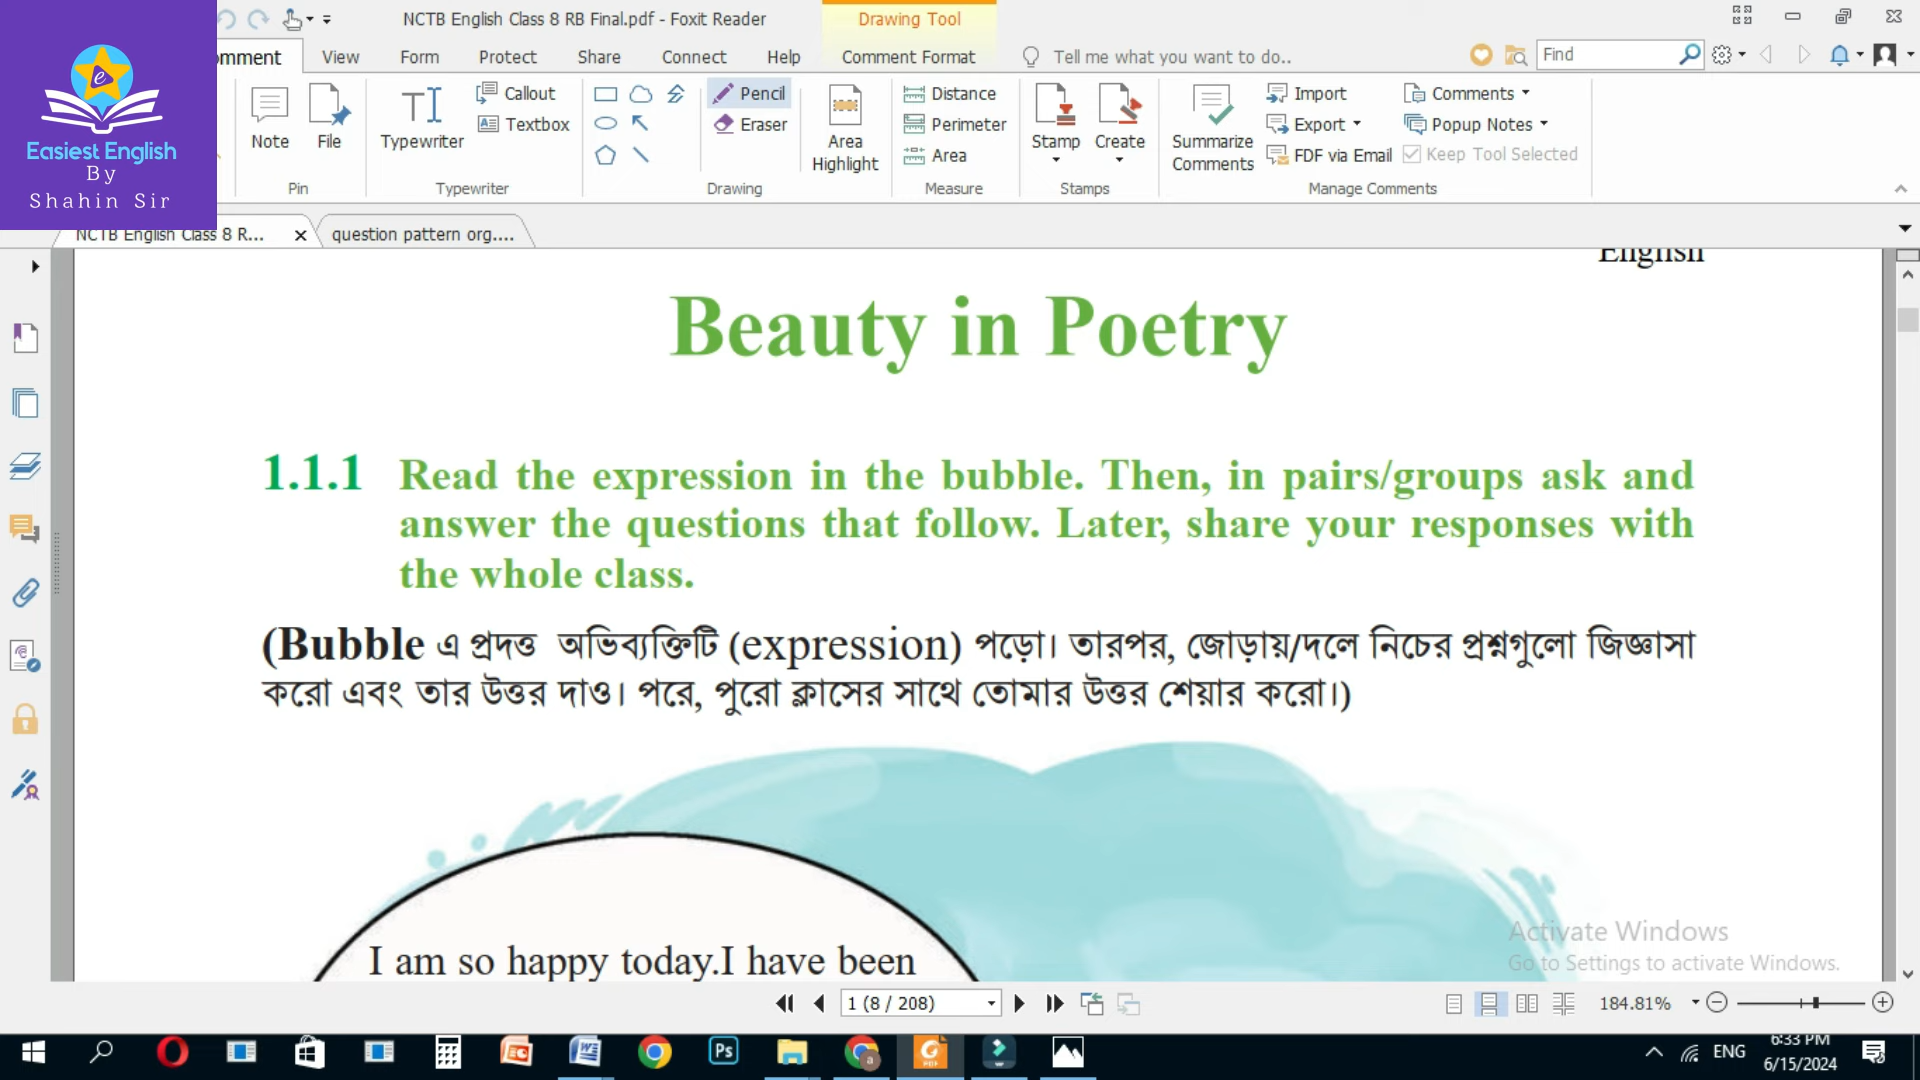 NCTB English Class 8 RB Final.pdf - Foxit Reader
Drawing Tool
omment
View
Form
Protect
Share
Connect
Help
Comment Format
Tell me what you want to do..
Find
Easiest English
By
Shahin Sir
Note
File
Pin
Typewriter
Callout
Textbox
Typewriter
Pencil
Eraser
Drawing
Area
Highlight
Distance
Perimeter
Area
Measure
Stamp
Create
Stamps
Summarize
Comments
Import
Export
FDF via Email
Comments
Popup Notes
Keep Tool Selected
Manage Comments
NCTB English Class 8 R...
question pattern org....
English
Beauty in Poetry
1.1.1 Read the expression in the bubble. Then, in pairs/groups ask and
answer the questions that follow. Later, share your responses with
the whole class.
(Bubble এ প্রদত্ত অভিব্যক্তিটি (expression) পড়ো। তারপর, জোড়ায়/দলে নিচের প্রশ্নগুলো জিজ্ঞাসা
করো এবং তার উত্তর দাও। পরে, পুরো ক্লাসের সাথে তোমার উত্তর শেয়ার করো।)
I am so happy today.I have been
Activate Windows
Go to Settings to activate Windows.
1 (8 / 208)
184.81%
ENG
6:33 PM
6/15/2024